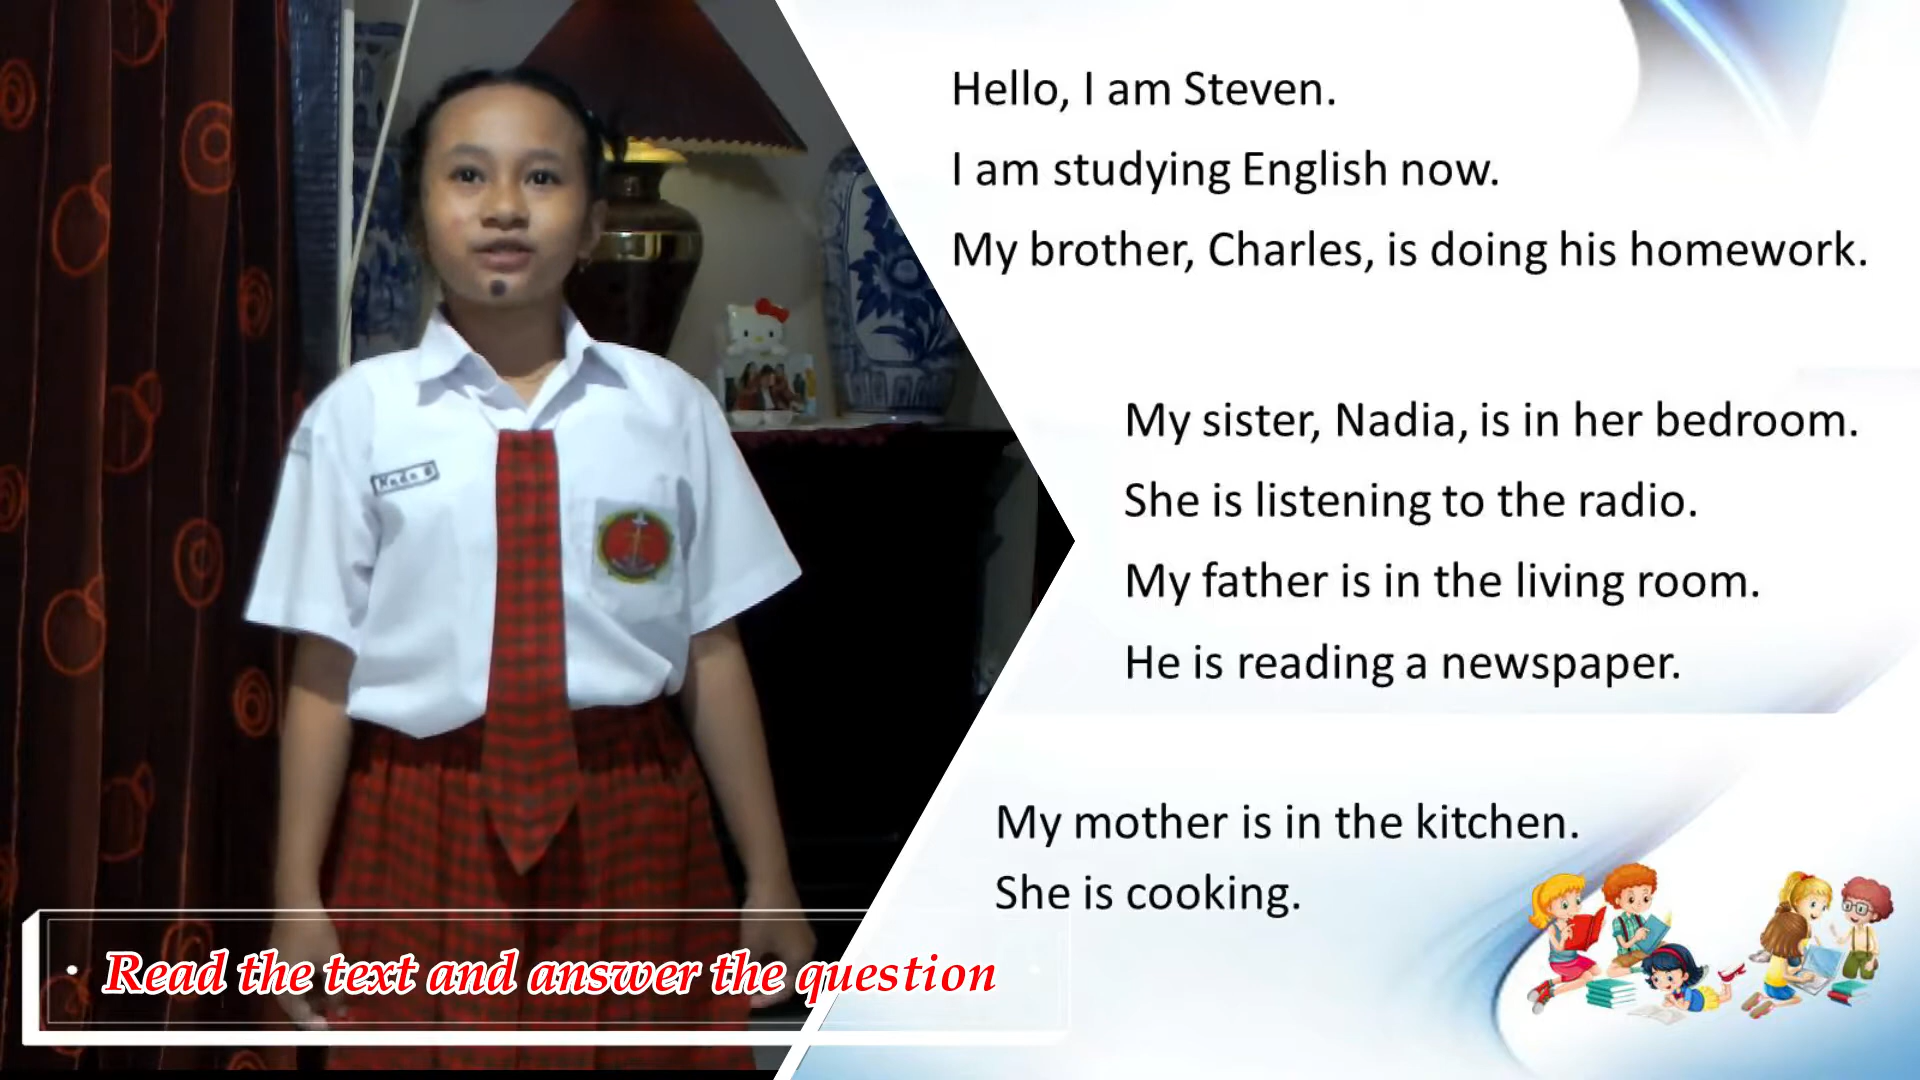 Hello, I am Steven.
I am studying English now.
My brother, Charles, is doing his homework.
My sister, Nadia, is in her bedroom.
She is listening to the radio.
My father is in the living room.
He is reading a newspaper.
My mother is in the kitchen.
She is cooking.
Read the text and answer the question